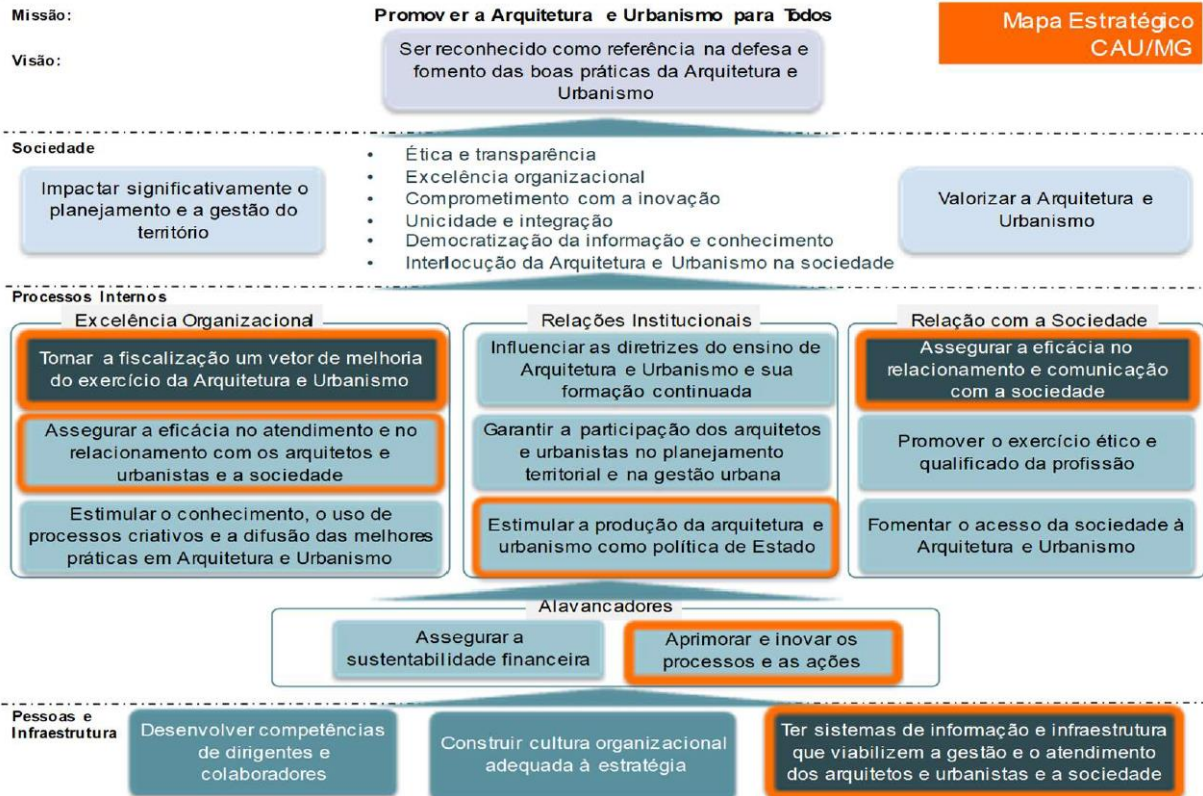 Missão:
Promover a Arquitetura e Urbanismo para Todos
Mapa Estratégico
CAU/MG
Visão:
Ser reconhecido como referência na defesa e
fomento das boas práticas da Arquitetura e
Urbanismo
Sociedade
Impactar significativamente o
planejamento e a gestão do
território
• Ética e transparência
• Excelência organizacional
• Comprometimento com a inovação
• Unicidade e integração
• Democratização da informação e conhecimento
• Interlocução da Arquitetura e Urbanismo na sociedade
Valorizar a Arquitetura e
Urbanismo
Processos Internos
Excelência Organizacional
Tornar a fiscalização um vetor de melhoria
do exercício da Arquitetura e Urbanismo
Assegurar a eficácia no atendimento e no
relacionamento com os arquitetos e
urbanistas e a sociedade
Estimular o conhecimento, o uso de
processos criativos e a difusão das melhores
práticas em Arquitetura e Urbanismo
Relações Institucionais
Influenciar as diretrizes do ensino de
Arquitetura e Urbanismo e sua
formação continuada
Garantir a participação dos arquitetos
e urbanistas no planejamento
territorial e na gestão urbana
Estimular a produção da arquitetura e
urbanismo como política de Estado
Relação com a Sociedade
Assegurar a eficácia no
relacionamento e comunicação
com a sociedade
Promover o exercício ético e
qualificado da profissão
Fomentar o acesso da sociedade à
Arquitetura e Urbanismo
Alavancadores
Assegurar a
sustentabilidade financeira
Aprimorar e inovar os
processos e as ações
Pessoas e
Infraestrutura
Desenvolver competências
de dirigentes e
colaboradores
Construir cultura organizacional
adequada à estratégia
Ter sistemas de informação e infraestrutura
que viabilizem a gestão e o atendimento
dos arquitetos e urbanistas e a sociedade